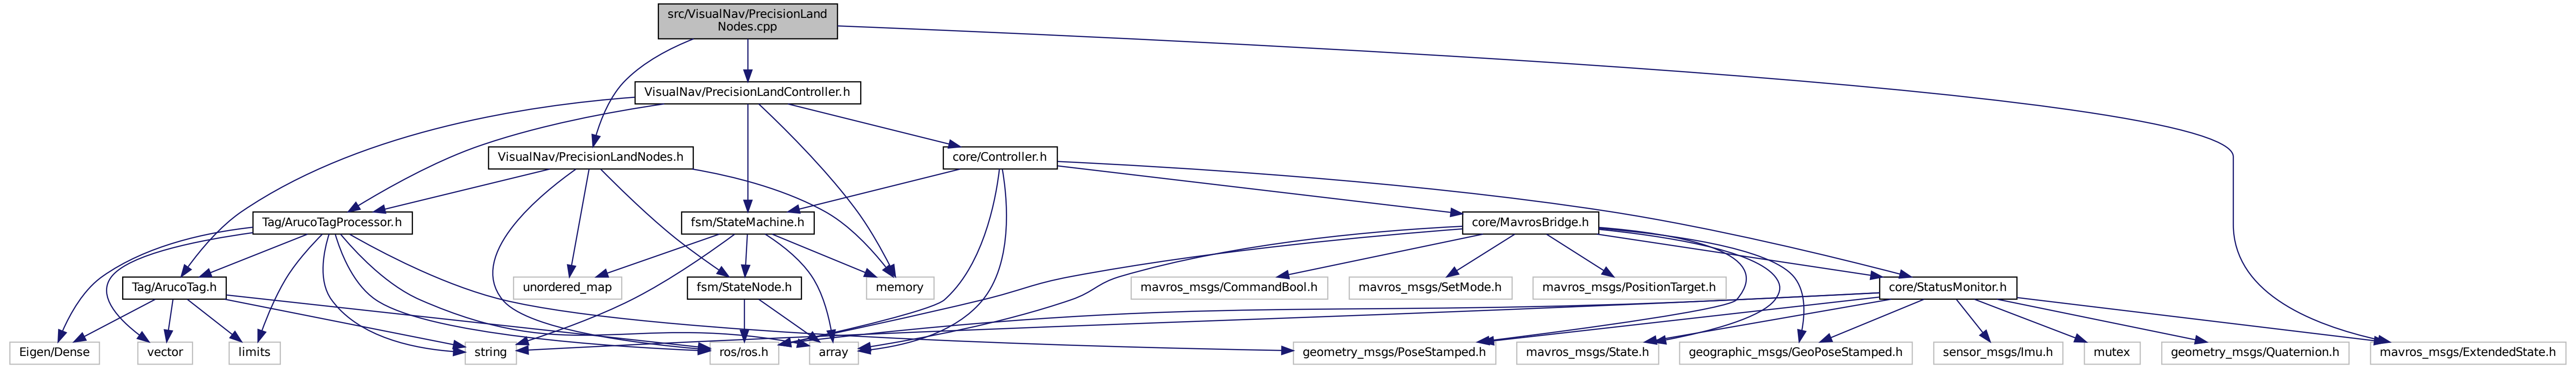 src/VisualNav/PrecisionLand
Nodes.cpp
VisualNav/PrecisionLandController.h
VisualNav/PrecisionLandNodes.h
core/Controller.h
Tag/ArucoTagProcessor.h
fsm/StateMachine.h
core/MavrosBridge.h
Tag/ArucoTag.h
unordered_map
fsm/StateNode.h
memory
mavros_msgs/CommandBool.h
mavros_msgs/SetMode.h
mavros_msgs/PositionTarget.h
core/StatusMonitor.h
Eigen/Dense
vector
limits
string
ros/ros.h
array
geometry_msgs/PoseStamped.h
mavros_msgs/State.h
geographic_msgs/GeoPoseStamped.h
sensor_msgs/Imu.h
mutex
geometry_msgs/Quaternion.h
mavros_msgs/ExtendedState.h